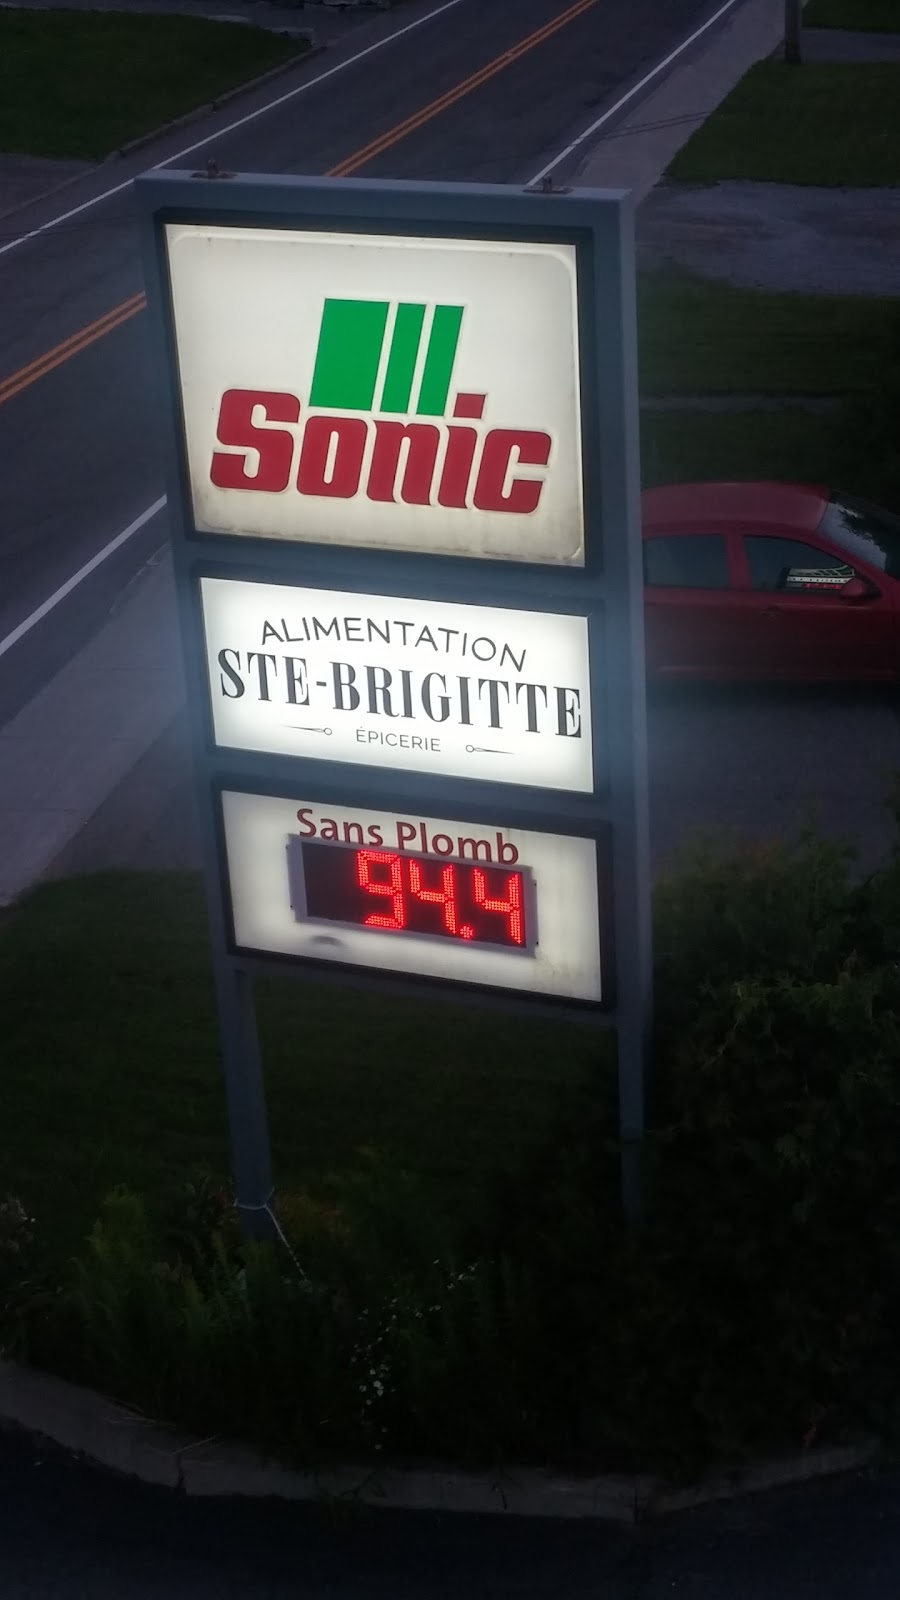 Sonic
ALIMENTATION
STE-BRIGITTE
ÉPICERIE
Sans Plomb
94.4